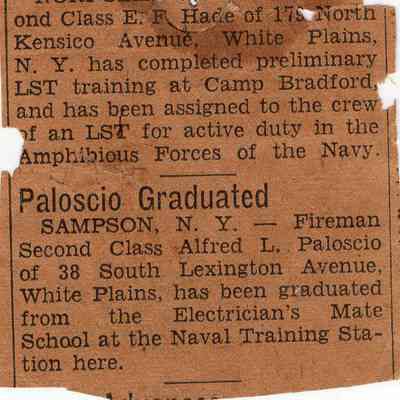 ond Class E. F. Hade of 178 North
Kensico Avenue, White Plains,
N. Y. has completed preliminary
LST training at Camp Bradford,
and has been assigned to the crew
of an LST for active duty in the
Amphibious Forces of the Navy.
Paloscio Graduated
SAMPSON, N. Y. — Fireman
Second Class Alfred L. Paloscio
of 38 South Lexington Avenue,
White Plains, has been graduated
from the Electrician's Mate
School at the Naval Training Sta-
tion here.